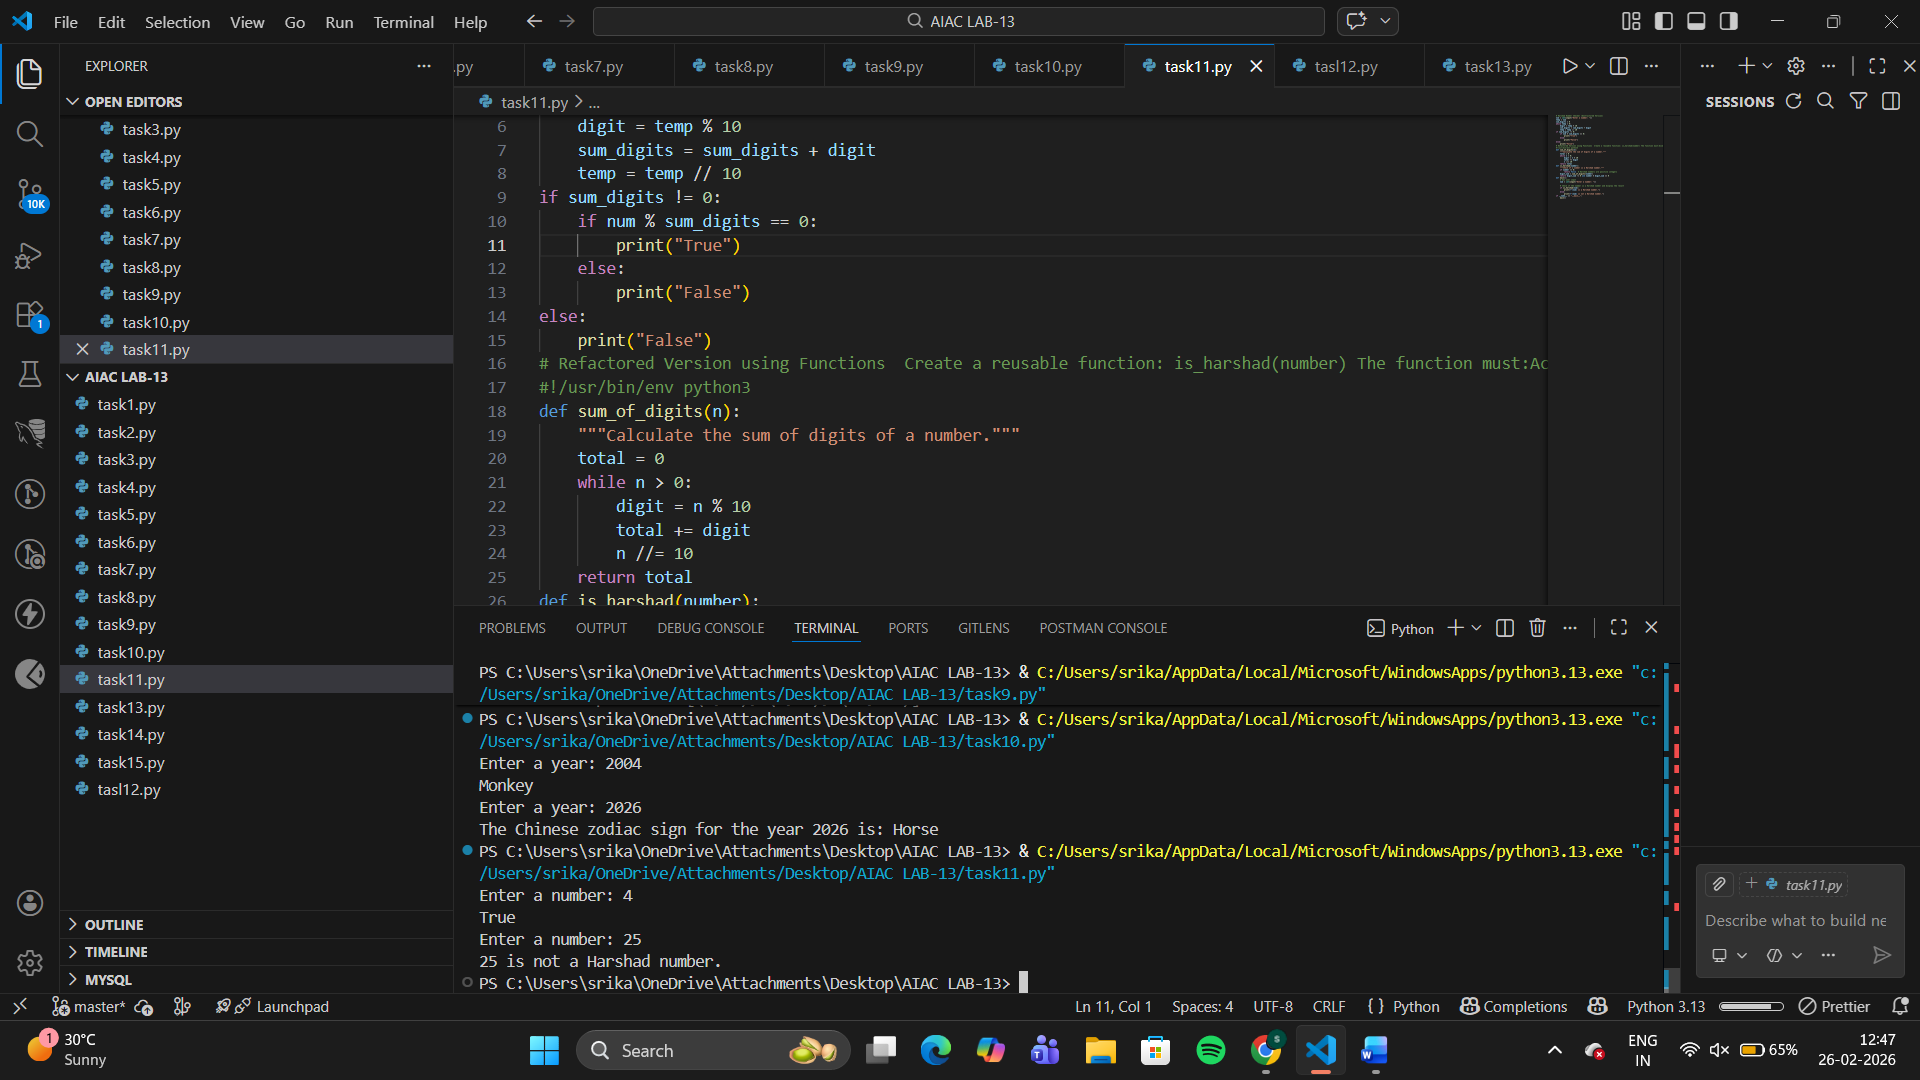 File Edit Selection View Go Run Terminal Help
AIAC LAB-13
EXPLORER
.py
task7.py
task8.py
task9.py
task10.py
task11.py
tasl12.py
task13.py
OPEN EDITORS
task3.py
task4.py
task5.py
task6.py
task7.py
task8.py
task9.py
task10.py
task11.py
AIAC LAB-13
task1.py
task2.py
task3.py
task4.py
task5.py
task6.py
task7.py
task8.py
task9.py
task10.py
task11.py
task13.py
task14.py
task15.py
tasl12.py
OUTLINE
TIMELINE
MYSQL
10K
1
task11.py > ...
6 digit = temp % 10
7 sum_digits = sum_digits + digit
8 temp = temp // 10
9 if sum_digits != 0:
10 if num % sum_digits == 0:
11 print("True")
12 else:
13 print("False")
14 else:
15 print("False")
16 # Refactored Version using Functions  Create a reusable function: is_harshad(number) The function must:Ac
17 #!/usr/bin/env python3
18 def sum_of_digits(n):
19 """Calculate the sum of digits of a number."""
20 total = 0
21 while n > 0:
22 digit = n % 10
23 total += digit
24 n //= 10
25 return total
26 def is_harshad(number):
PROBLEMS OUTPUT DEBUG CONSOLE TERMINAL PORTS GITLENS POSTMAN CONSOLE
Python
PS C:\Users\srika\OneDrive\Attachments\Desktop\AIAC LAB-13> & C:/Users/srika/AppData/Local/Microsoft/WindowsApps/python3.13.exe "c:
/Users/srika/OneDrive/Attachments/Desktop/AIAC LAB-13/task9.py"
PS C:\Users\srika\OneDrive\Attachments\Desktop\AIAC LAB-13> & C:/Users/srika/AppData/Local/Microsoft/WindowsApps/python3.13.exe "c:
/Users/srika/OneDrive/Attachments/Desktop/AIAC LAB-13/task10.py"
Enter a year: 2004
Monkey
Enter a year: 2026
The Chinese zodiac sign for the year 2026 is: Horse
PS C:\Users\srika\OneDrive\Attachments\Desktop\AIAC LAB-13> & C:/Users/srika/AppData/Local/Microsoft/WindowsApps/python3.13.exe "c:
/Users/srika/OneDrive/Attachments/Desktop/AIAC LAB-13/task11.py"
Enter a number: 4
True
Enter a number: 25
25 is not a Harshad number.
PS C:\Users\srika\OneDrive\Attachments\Desktop\AIAC LAB-13>
SESSIONS
task11.py
Describe what to build ne
master* Launchpad Ln 11, Col 1 Spaces: 4 UTF-8 CRLF { } Python Completions Python 3.13 Prettier
1
30°C
Sunny
Search
ENG
IN
65%
12:47
26-02-2026